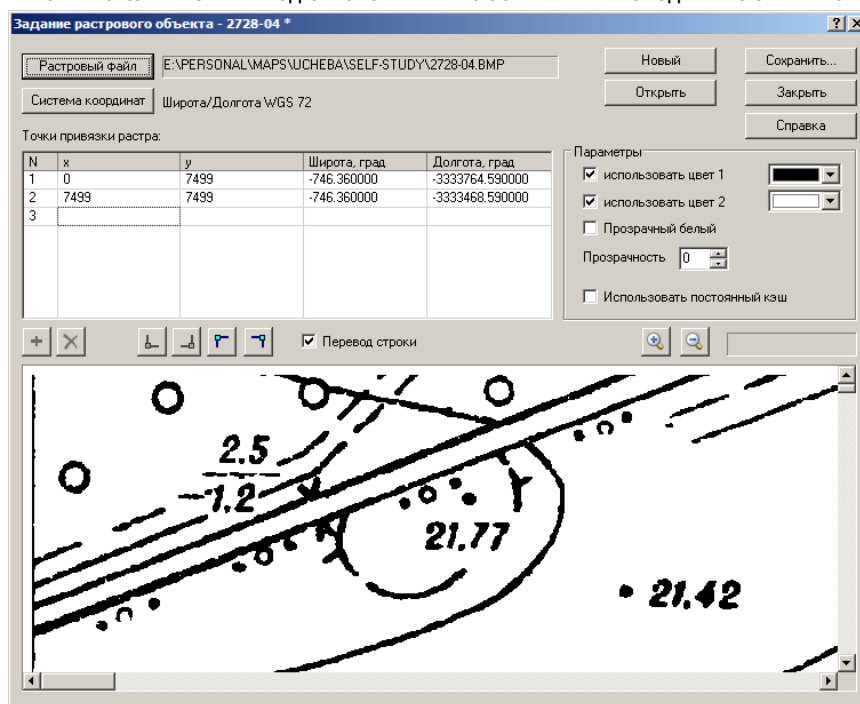 Задание растрового объекта - 2728-04 *
Растровый файл E:\PERSONAL\MAPS\UCHEBA\SELF-STUDY\2728-04.BMP Новый Сохранить...
Система координат Широта/Долгота WGS 72 Открыть Закрыть
Справка
Точки привязки растра:
N x y Широта, град Долгота, град
1 0 7499 -746.360000 -3333764.590000
2 7499 7499 -746.360000 -3333468.590000
3
Параметры
использовать цвет 1
использовать цвет 2
Прозрачный белый
Прозрачность 0
Использовать постоянный кэш
Перевод строки
2.5
1.2
21.77
21.42